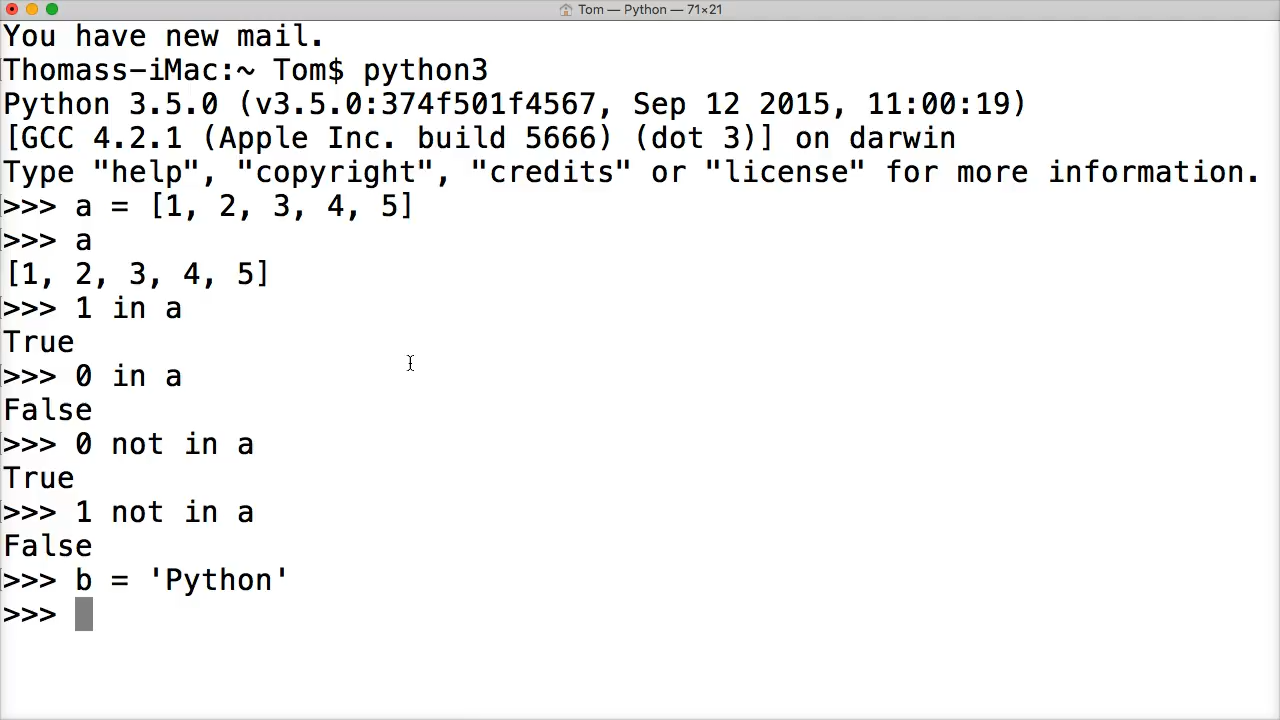 Tom — Python — 71×21
You have new mail.
Thomass-iMac:~ Tom$ python3
Python 3.5.0 (v3.5.0:374f501f4567, Sep 12 2015, 11:00:19)
[GCC 4.2.1 (Apple Inc. build 5666) (dot 3)] on darwin
Type "help", "copyright", "credits" or "license" for more information.
>>> a = [1, 2, 3, 4, 5]
>>> a
[1, 2, 3, 4, 5]
>>> 1 in a
True
>>> 0 in a
False
>>> 0 not in a
True
>>> 1 not in a
False
>>> b = 'Python'
>>>